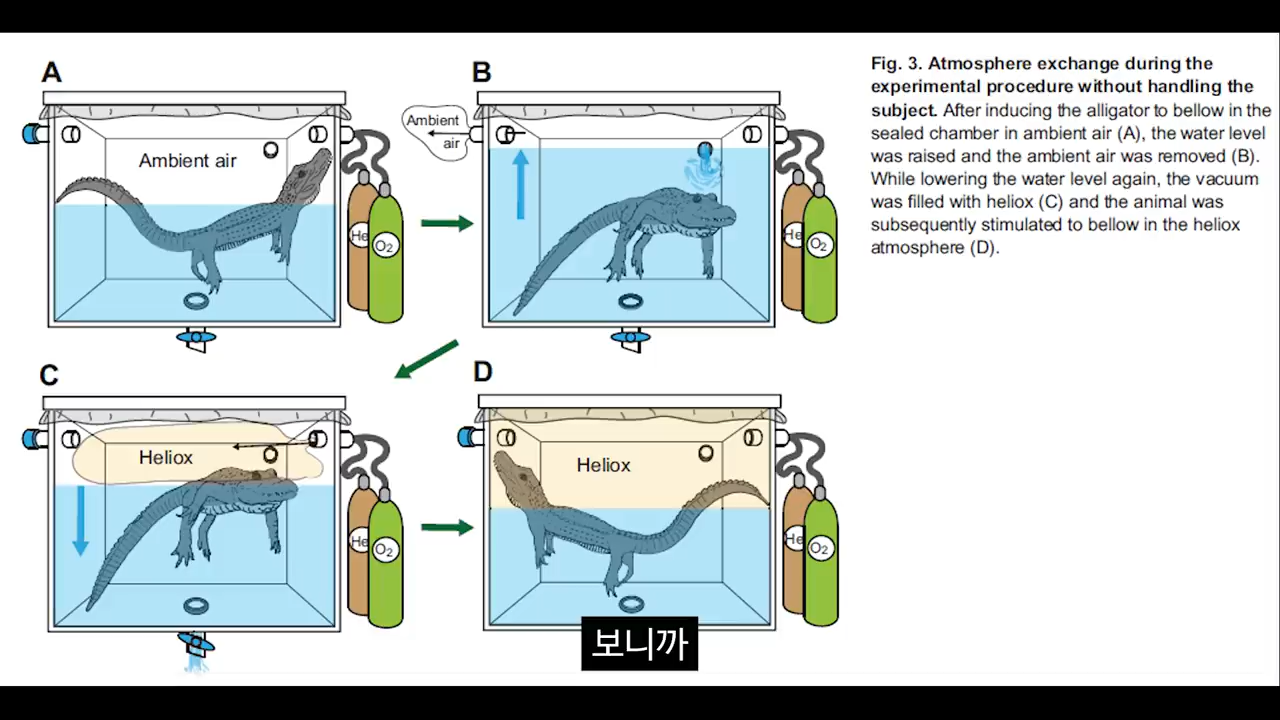 A
Ambient air
He
O2
B
Ambient
air
He
O2
C
Heliox
He
O2
D
Heliox
He
O2
Fig. 3. Atmosphere exchange during the
experimental procedure without handling the
subject. After inducing the alligator to bellow in the
sealed chamber in ambient air (A), the water level
was raised and the ambient air was removed (B).
While lowering the water level again, the vacuum
was filled with heliox (C) and the animal was
subsequently stimulated to bellow in the heliox
atmosphere (D).
보니까